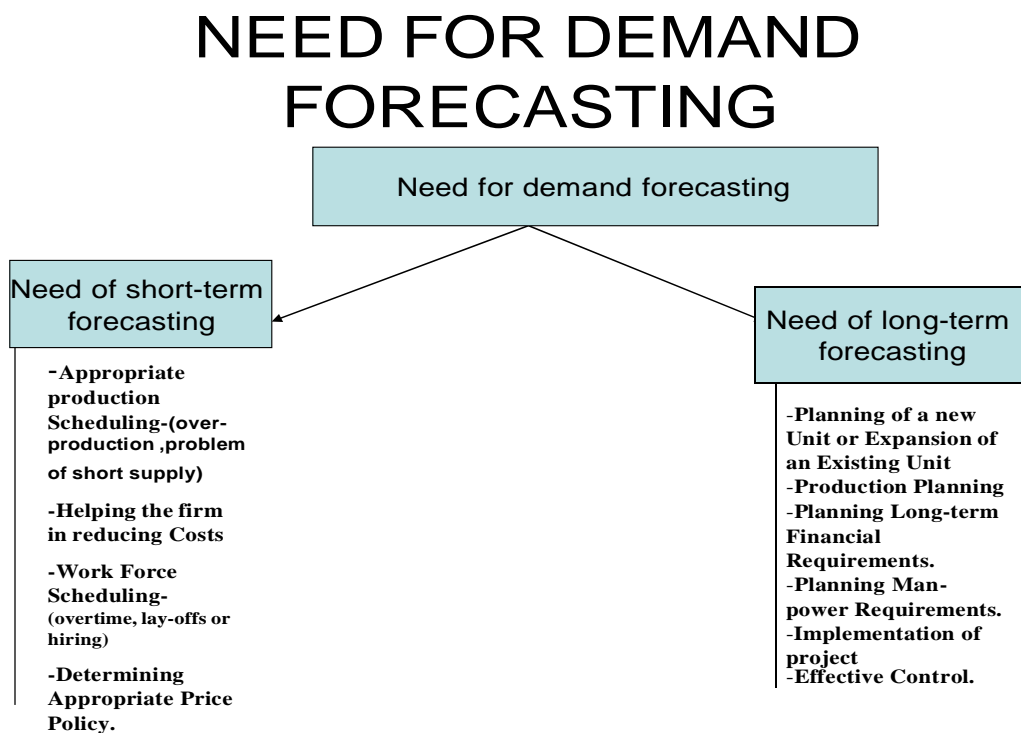 NEED FOR DEMAND
FORECASTING
Need for demand forecasting
Need of short-term
forecasting
-Appropriate
production
Scheduling-(over-
production ,problem
of short supply)
-Helping the firm
in reducing Costs
-Work Force
Scheduling-
(overtime, lay-offs or
hiring)
-Determining
Appropriate Price
Policy.
Need of long-term
forecasting
-Planning of a new
Unit or Expansion of
an Existing Unit
-Production Planning
-Planning Long-term
Financial
Requirements.
-Planning Man-
power Requirements.
-Implementation of
project
-Effective Control.